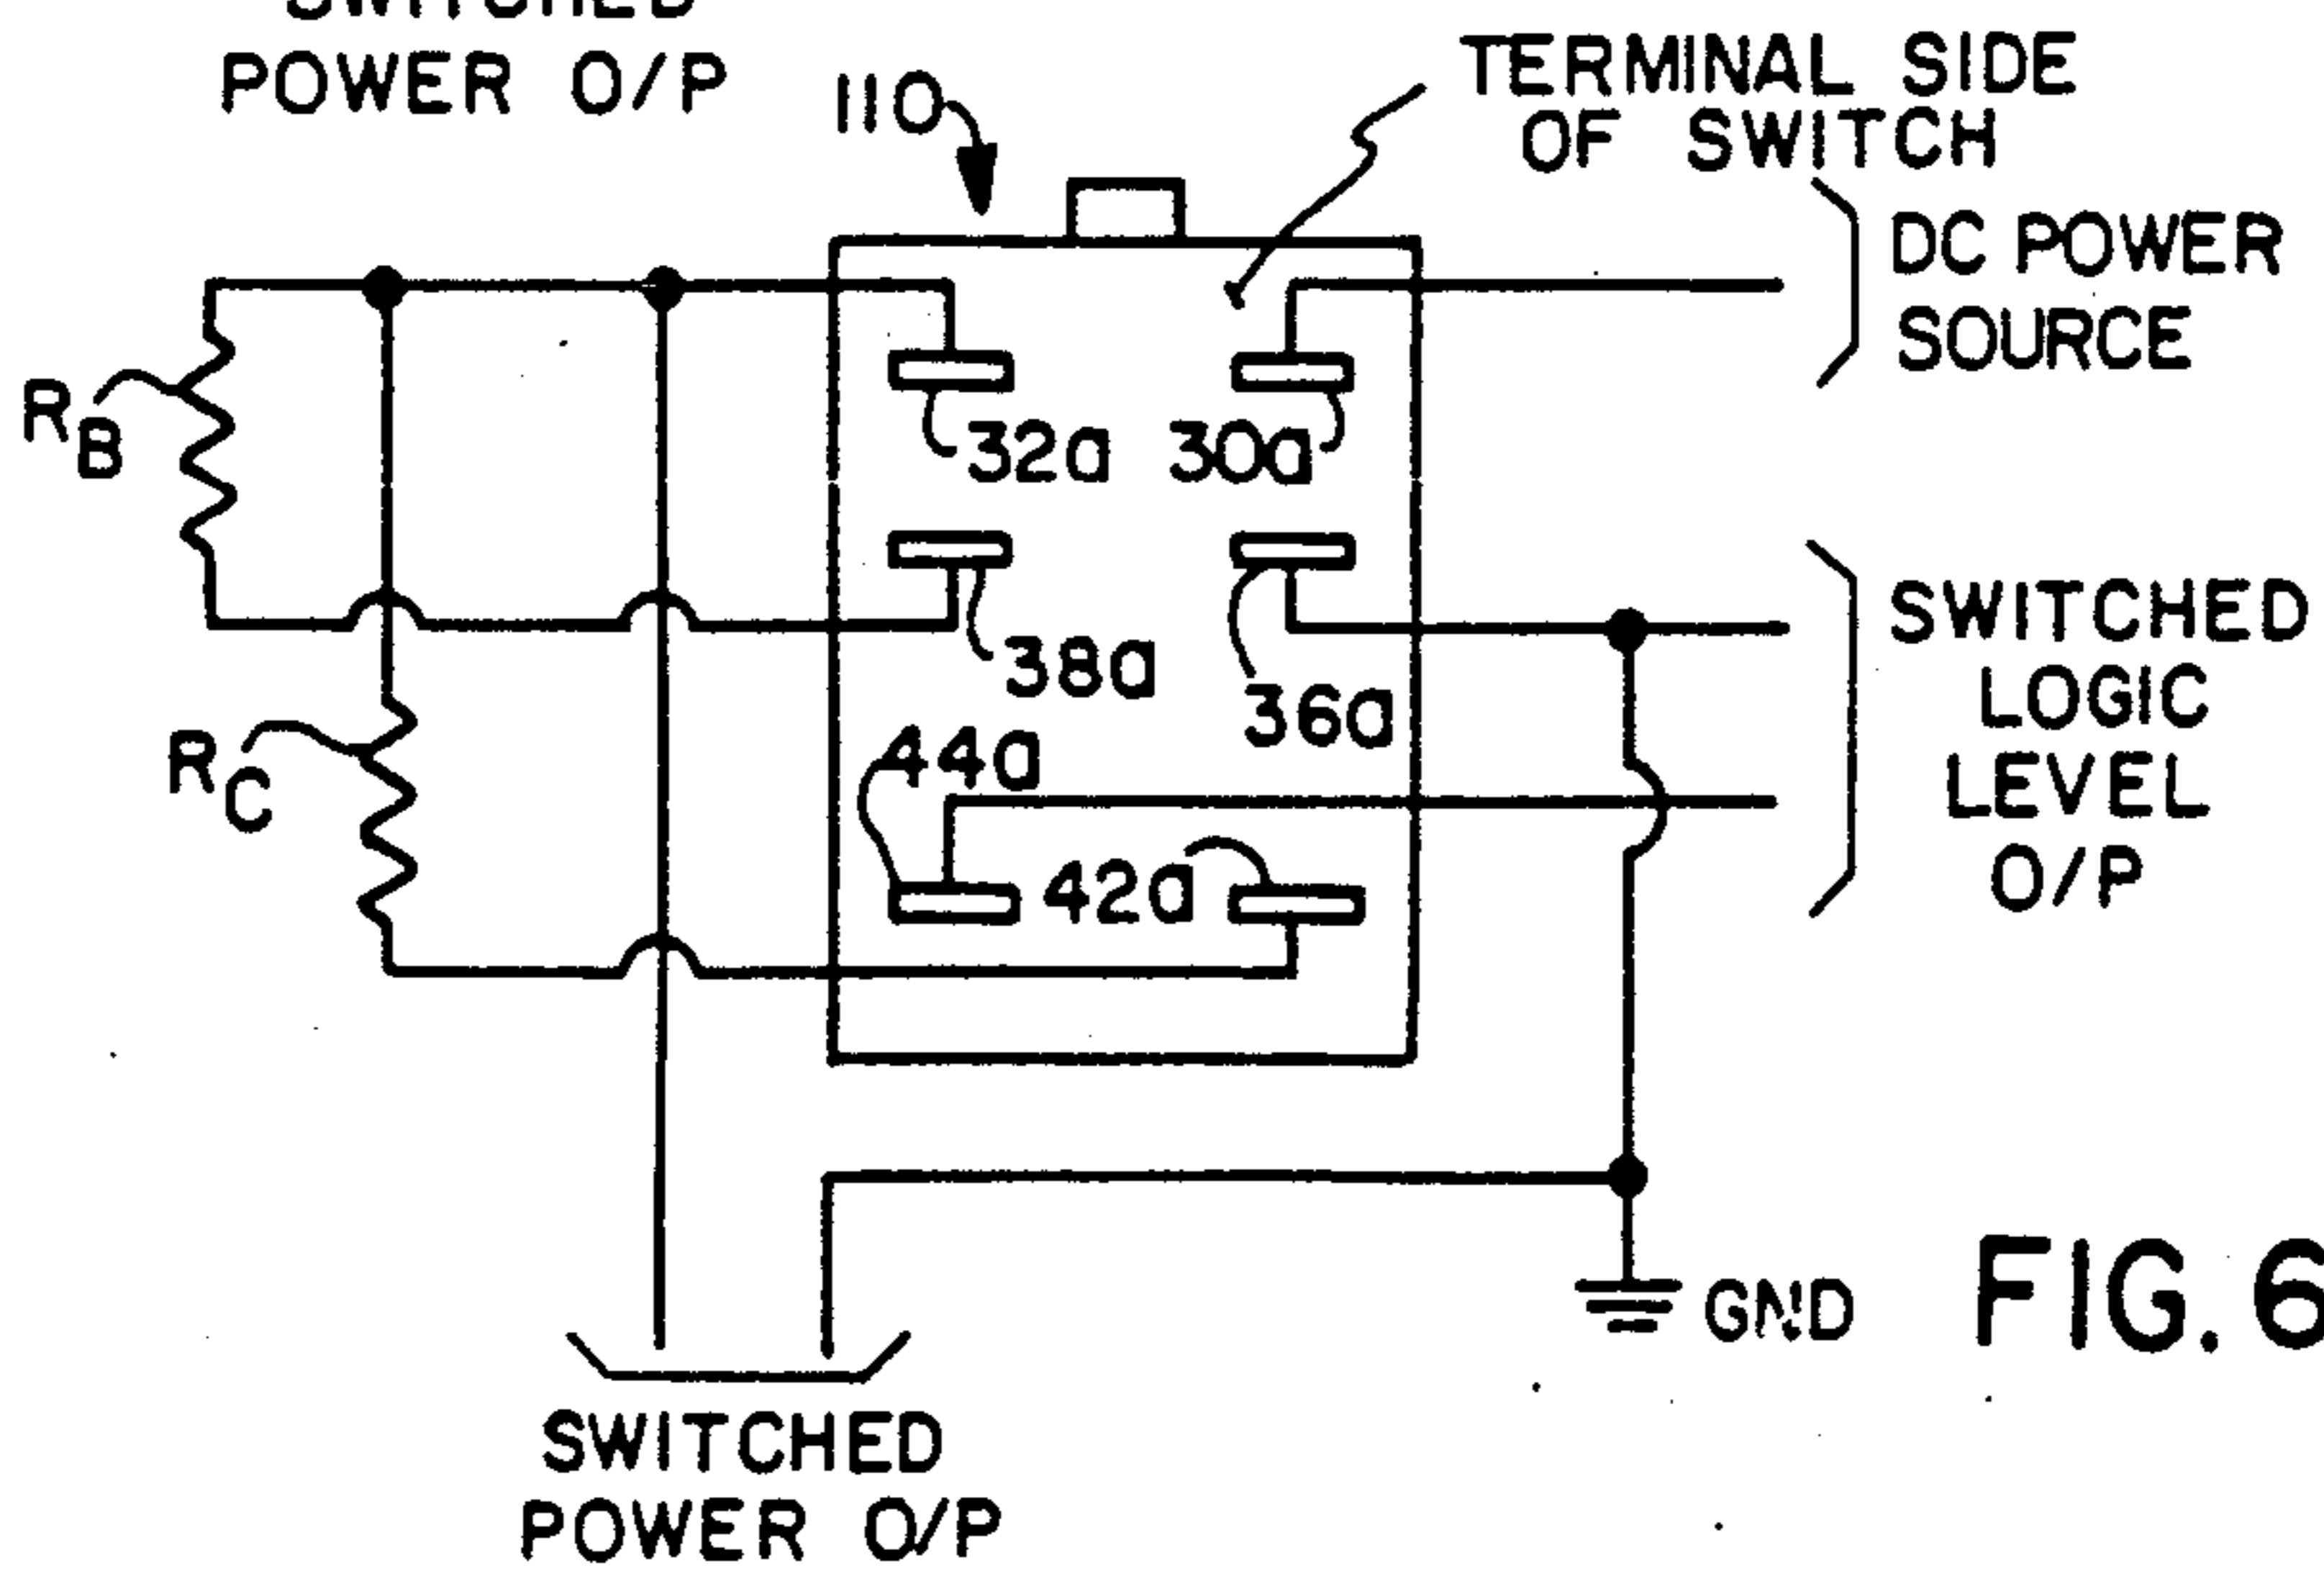 SWITCHED
POWER O/P
110
TERMINAL SIDE
OF SWITCH
DC POWER
SOURCE
RB
32a
30a
38a
36a
SWITCHED
LOGIC
LEVEL
O/P
RC
44a
42a
GND
FIG. 6
SWITCHED
POWER O/P